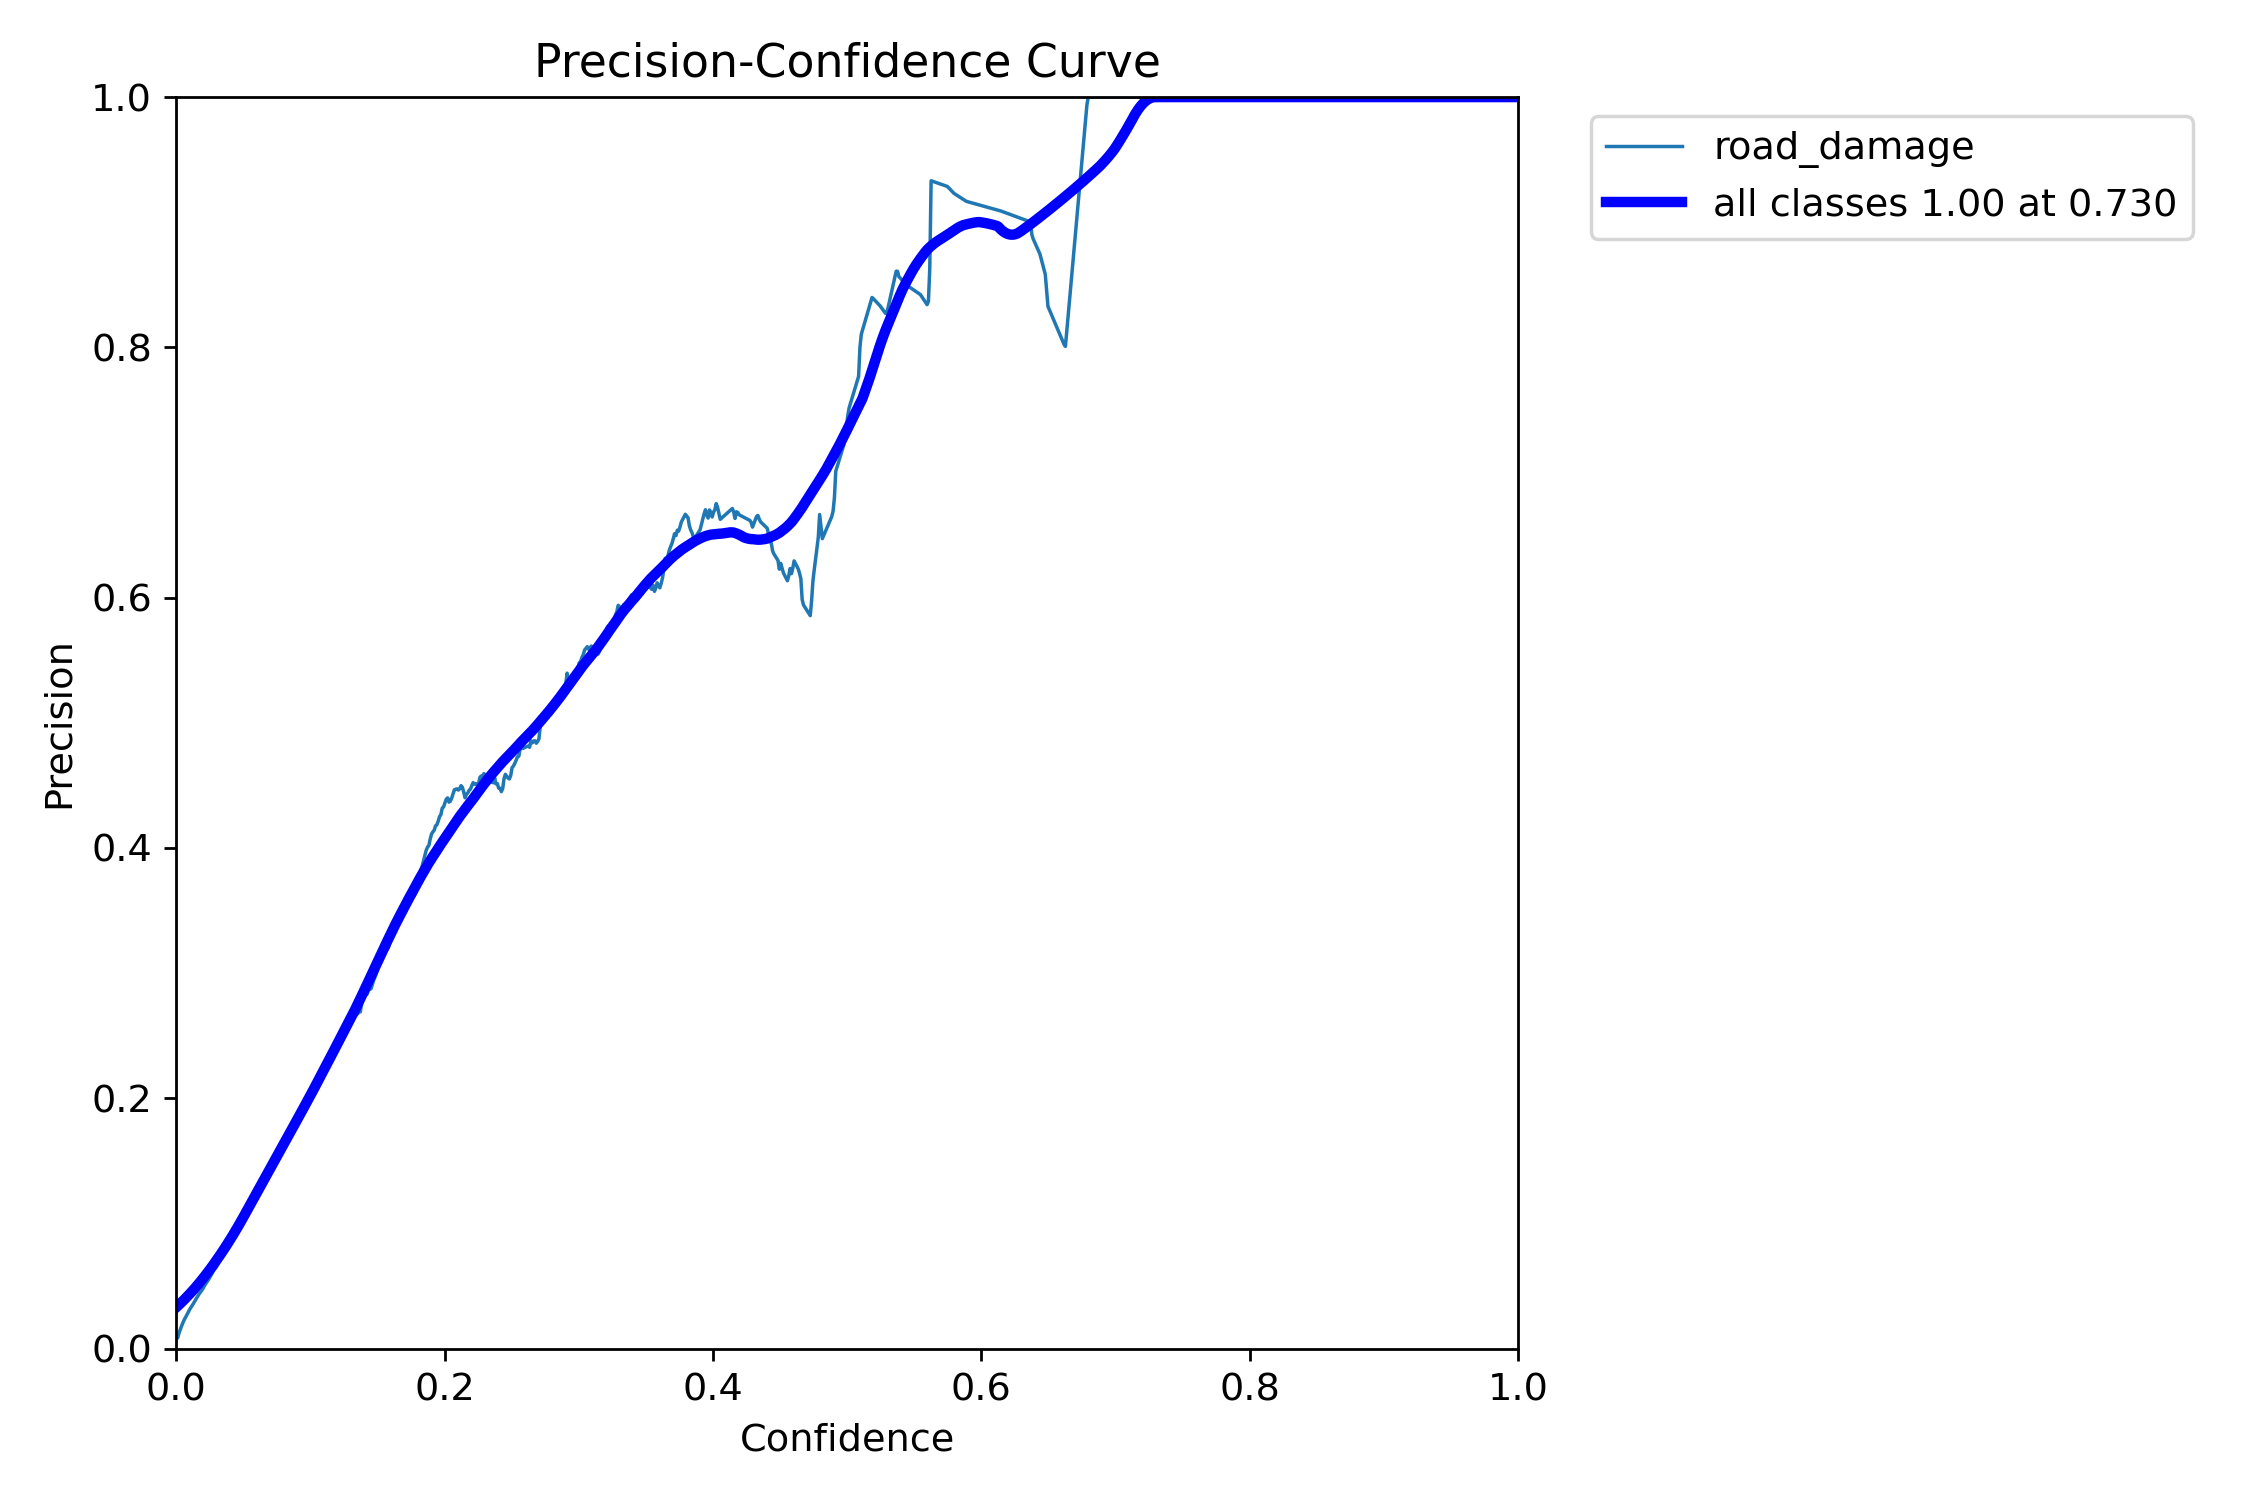 Precision-Confidence Curve
1.0
0.8
0.6
0.4
0.2
0.0
Precision
0.0 0.2 0.4 0.6 0.8 1.0
Confidence
road_damage
all classes 1.00 at 0.730